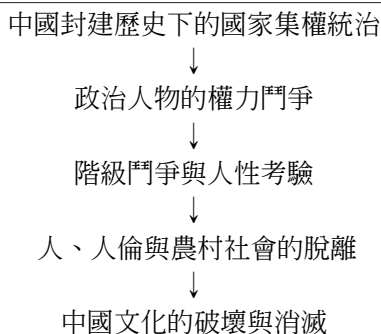 中國封建歷史下的國家集權統治
↓
政治人物的權力鬥爭
↓
階級鬥爭與人性考驗
↓
人、人倫與農村社會的脫離
↓
中國文化的破壞與消滅